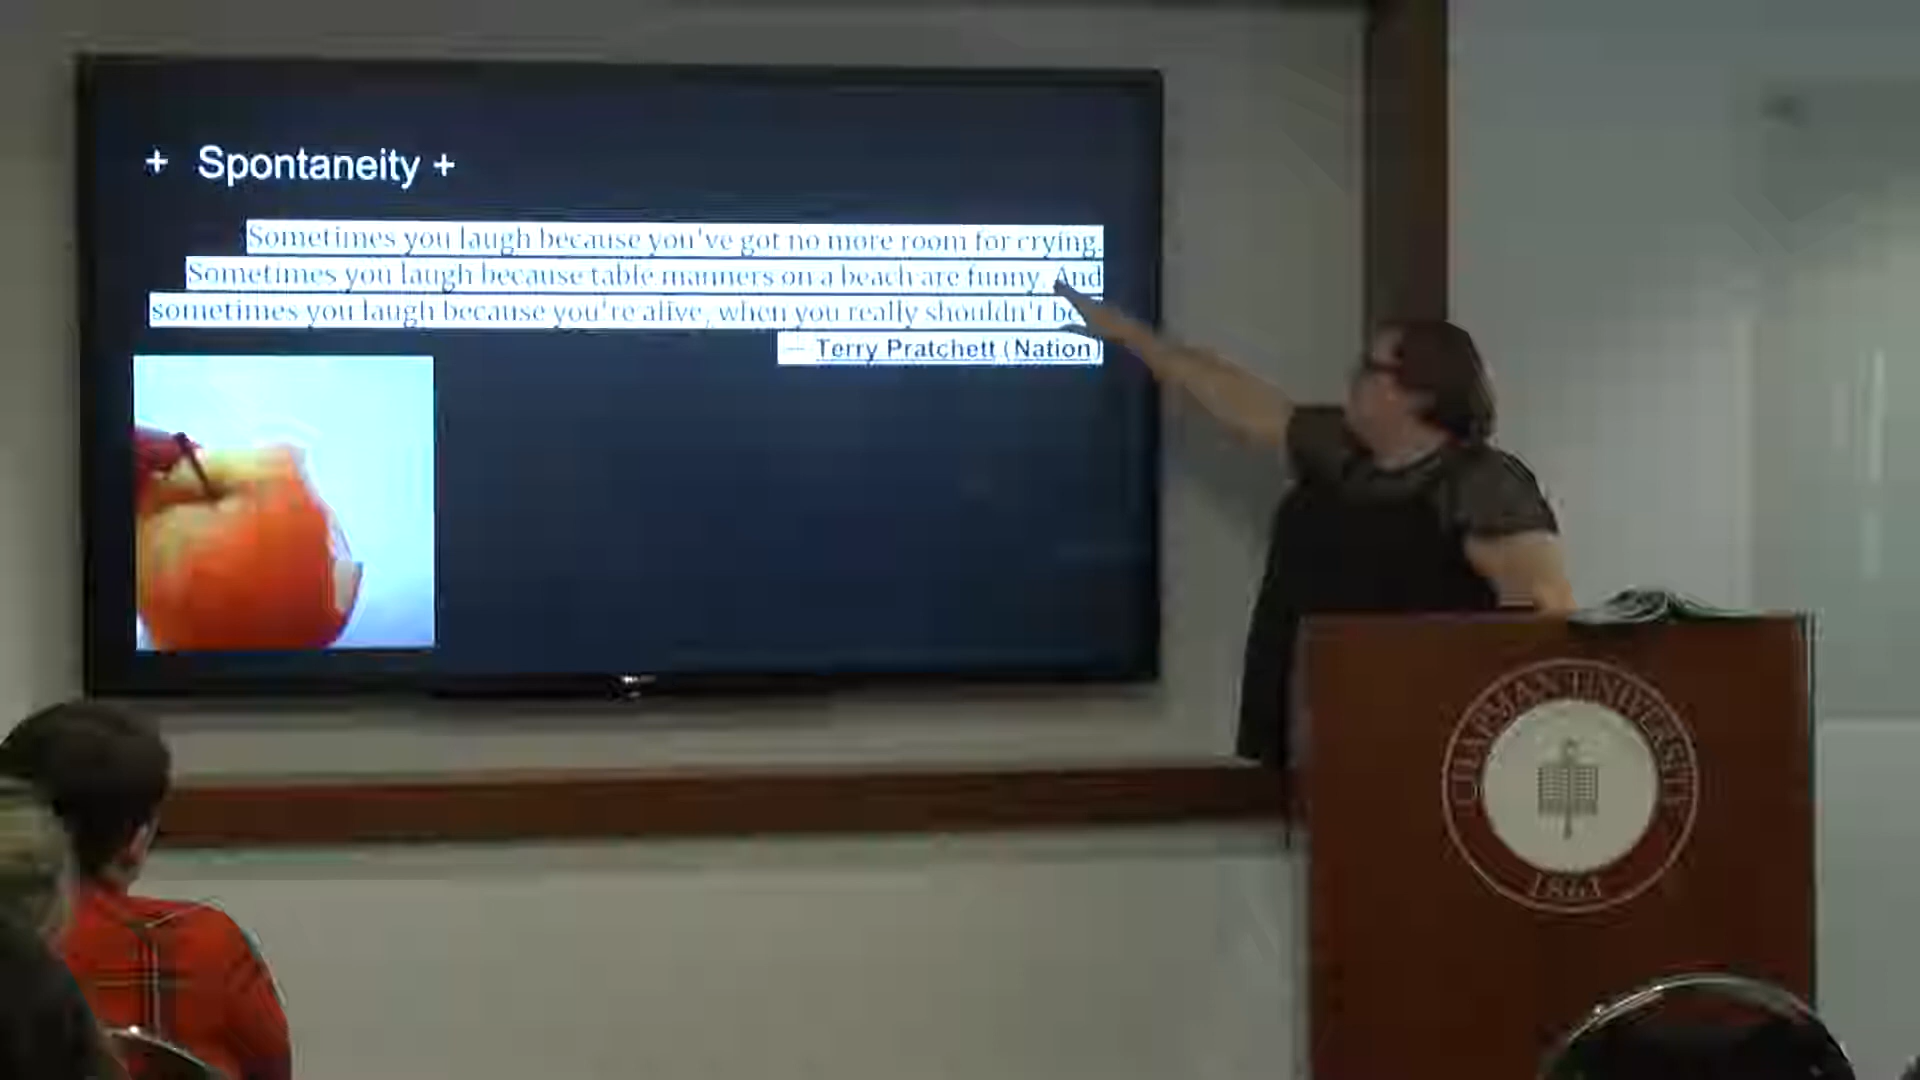 + Spontaneity +
Sometimes you laugh because you've got no more room for crying.
Sometimes you laugh because table manners on a beach are funny. And
sometimes you laugh because you're alive, when you really shouldn't be
— Terry Pratchett (Nation)
CHAPMAN UNIVERSITY
1861